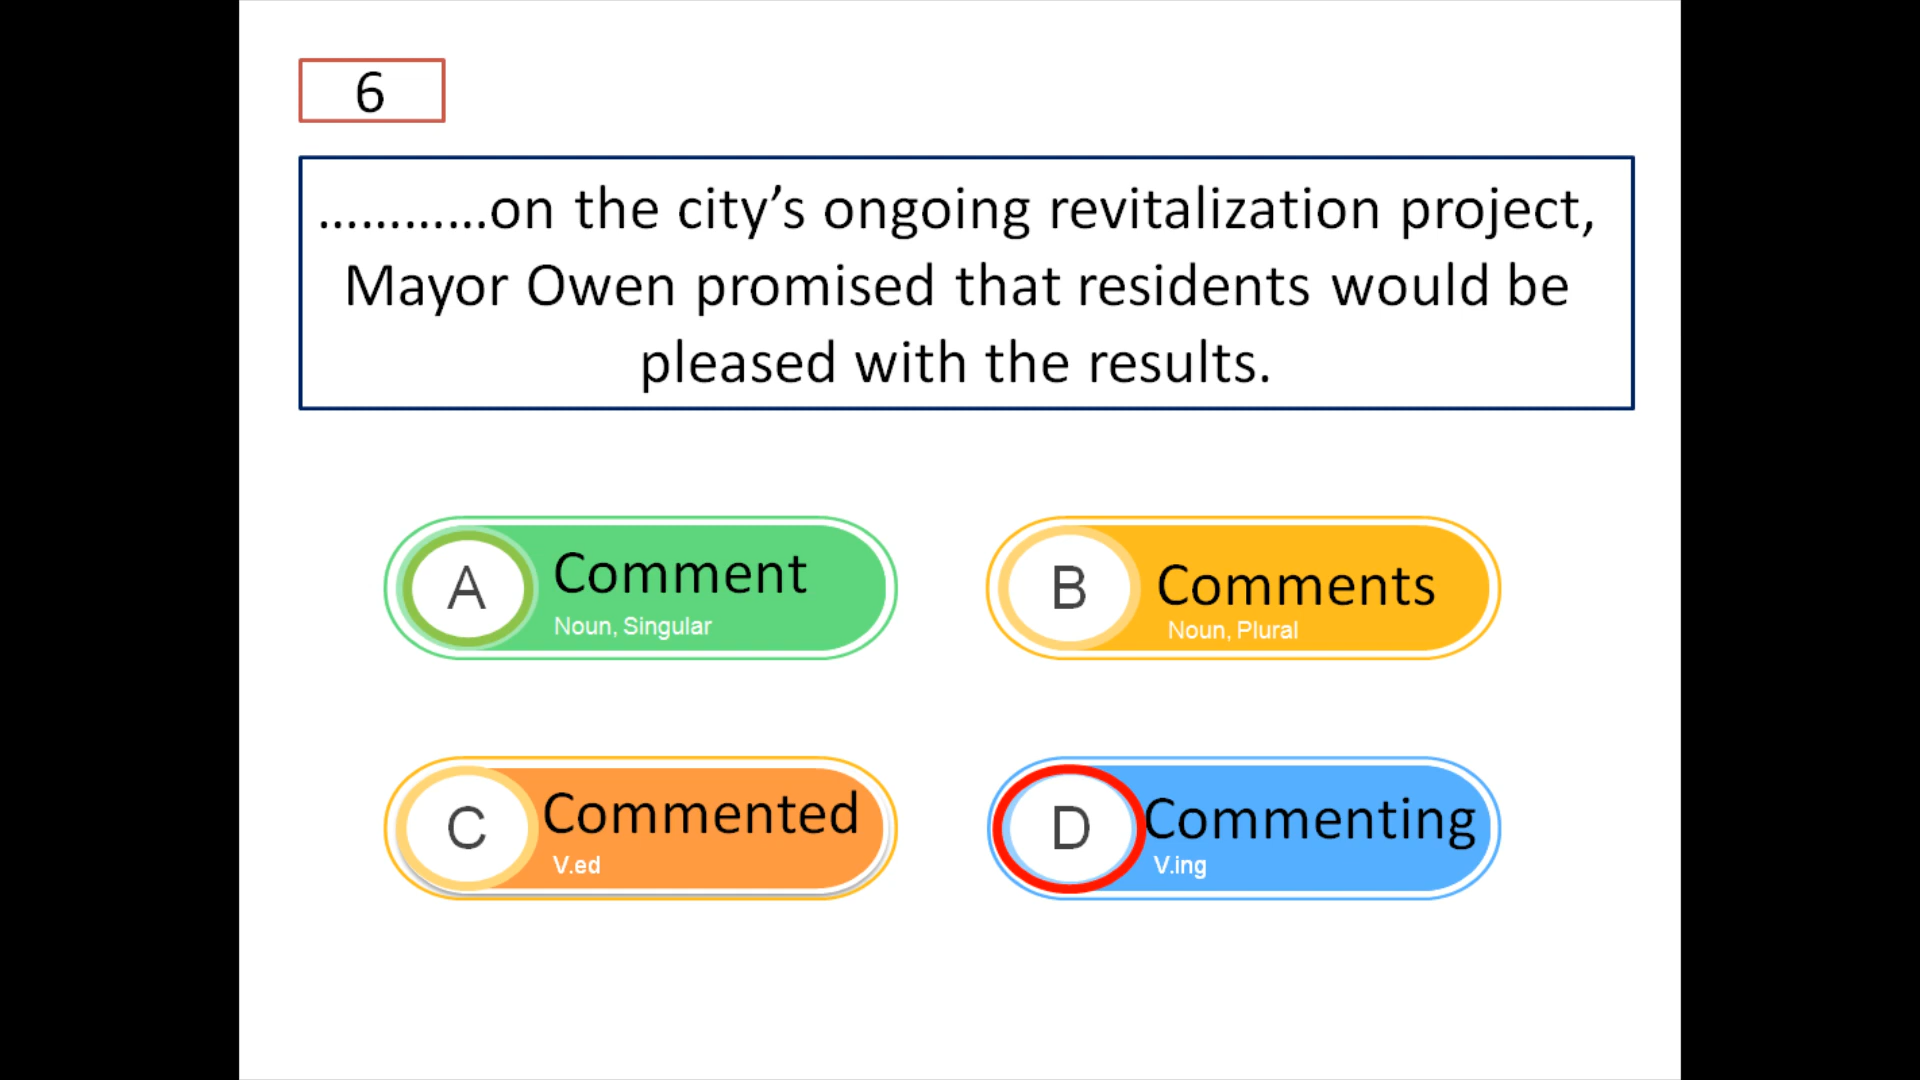 6
............on the city’s ongoing revitalization project,
Mayor Owen promised that residents would be
pleased with the results.
A Comment
Noun, Singular
B Comments
Noun, Plural
C Commented
V.ed
D Commenting
V.ing